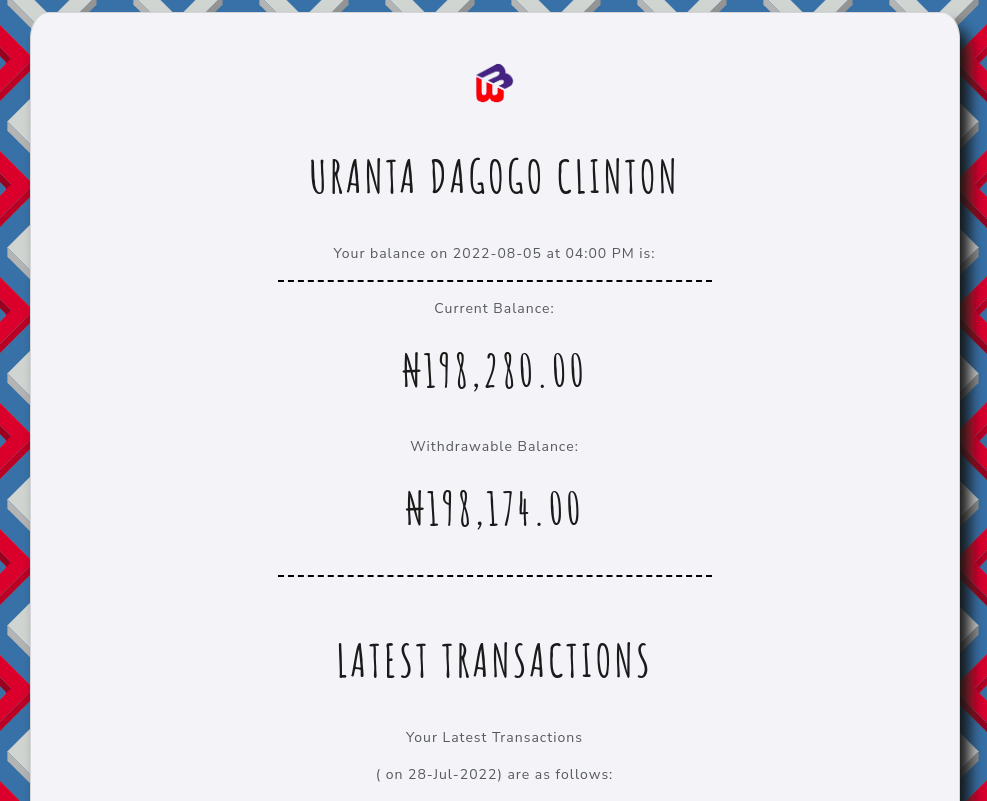 URANTA DAGOGO CLINTON
Your balance on 2022-08-05 at 04:00 PM is:
Current Balance:
₦198,280.00
Withdrawable Balance:
₦198,174.00
LATEST TRANSACTIONS
Your Latest Transactions
( on 28-Jul-2022) are as follows: